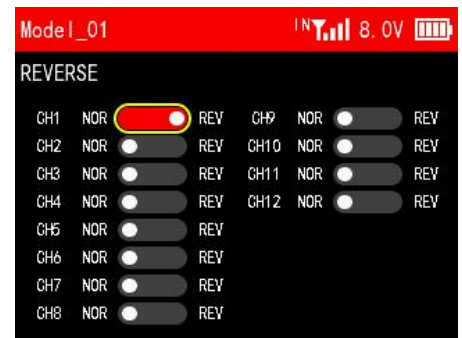 Model_01 IN 8.0V
REVERSE
CH1 NOR REV CH9 NOR REV
CH2 NOR REV CH10 NOR REV
CH3 NOR REV CH11 NOR REV
CH4 NOR REV CH12 NOR REV
CH5 NOR REV
CH6 NOR REV
CH7 NOR REV
CH8 NOR REV